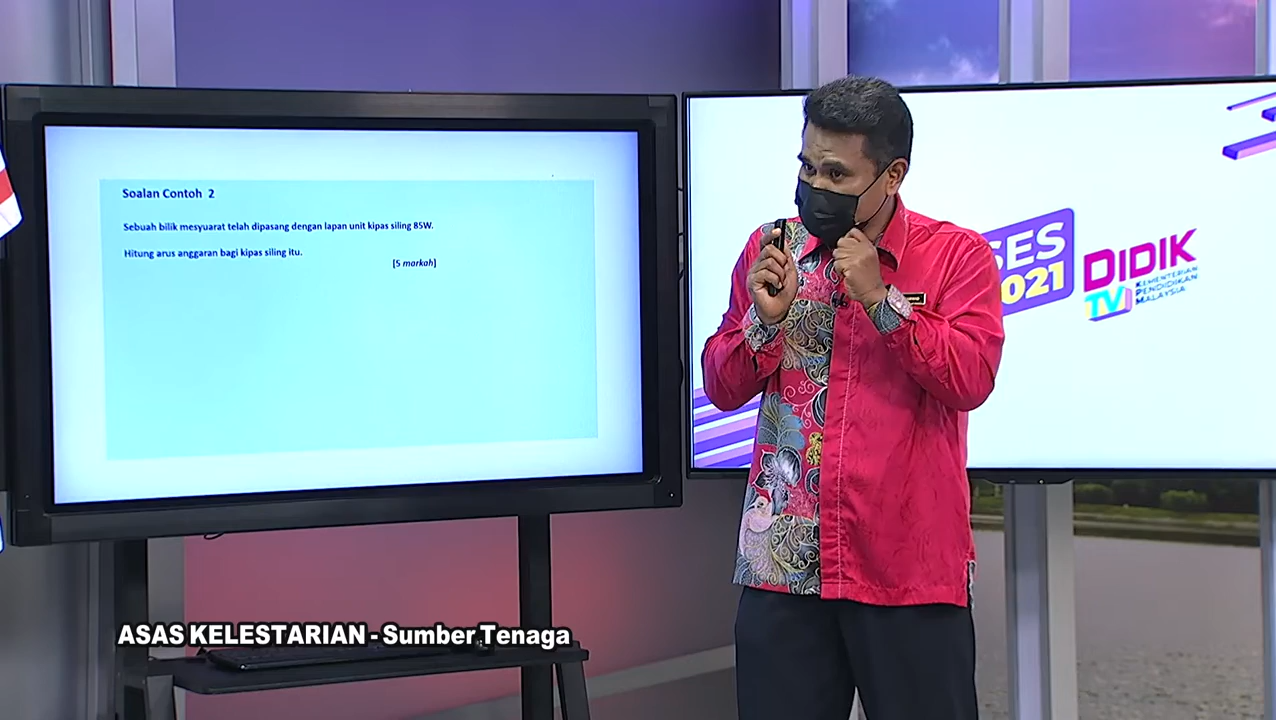 Soalan Contoh 2
Sebuah bilik mesyuarat telah dipasang dengan lapan unit kipas siling 85W.
Hitung arus anggaran bagi kipas siling itu.
[5 markah]
SES
2021
DIDIK
TV
KEMENTERIAN
PENDIDIKAN
MALAYSIA
ASAS KELESTARIAN - Sumber Tenaga